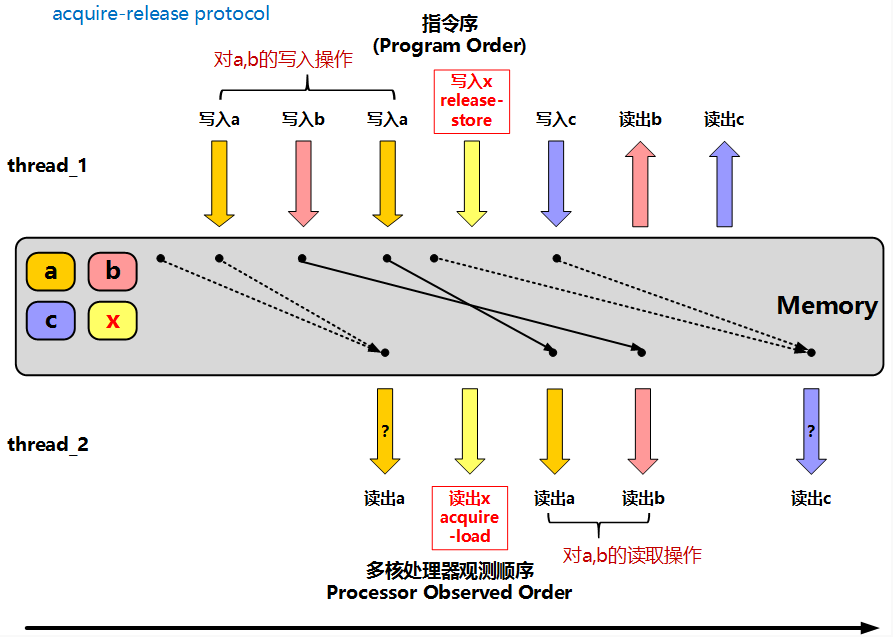 acquire-release protocol
指令序
(Program Order)
对a,b的写入操作
写入a
写入b
写入a
写入x
release-
store
写入c
读出b
读出c
thread_1
a
b
c
x
Memory
?
?
thread_2
读出a
读出x
acquire
-load
读出a
读出b
读出c
对a,b的读取操作
多核处理器观测顺序
Processor Observed Order